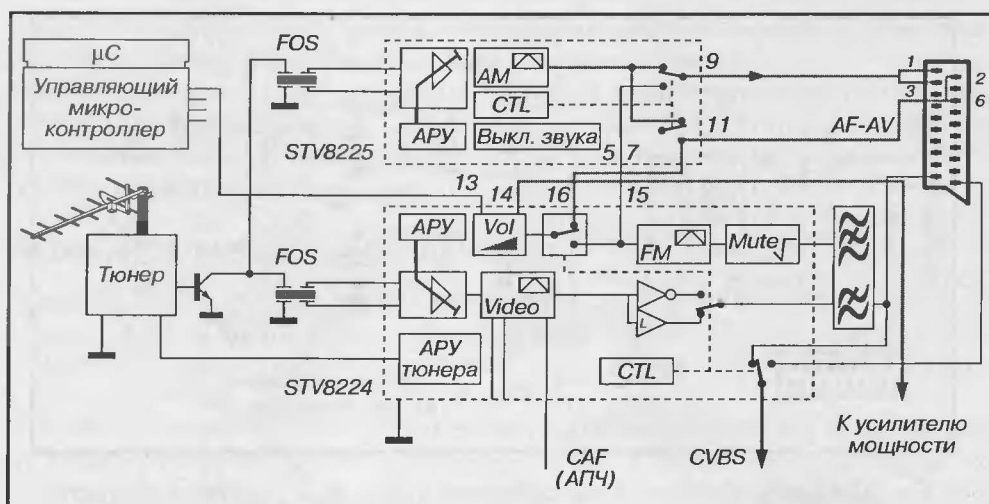 μC
Управляющий
микро-
контроллер
FOS
АРУ
STV8225
AM
CTL
Выкл. звука
9
11
5
7
1
3
2
6
AF-AV
13
14
16
15
Тюнер
FOS
АРУ
Vol
FM
Mute
Video
L
АРУ
тюнера
CTL
STV8224
CAF
(АПЧ)
CVBS
К усилителю
мощности